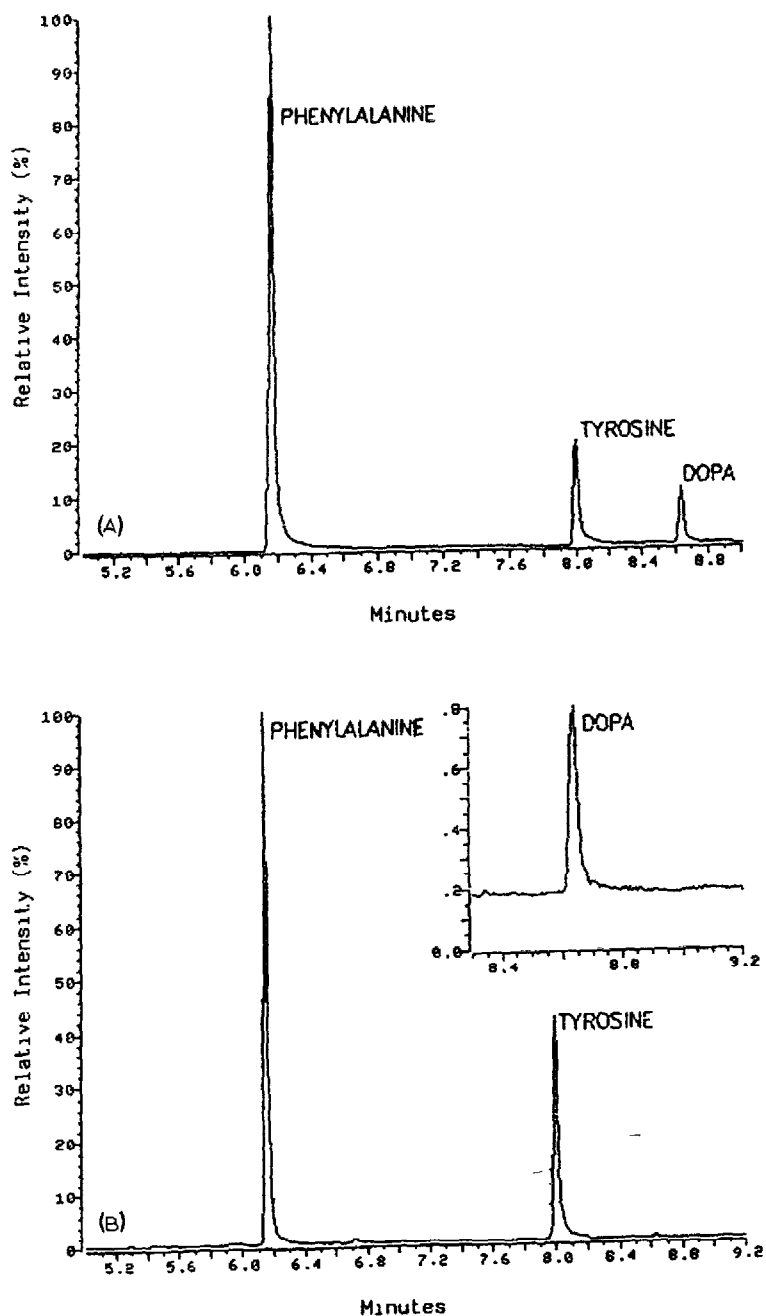 100
90
PHENYLALANINE
80
70
60
50
40
30
TYROSINE
20
DOPA
10
(A)
0
5.2 5.6 6.0 6.4 6.8 7.2 7.6 8.0 8.4 8.8
Relative Intensity (%)
Minutes
100
PHENYLALANINE
90
80
70
60
50
40
30
20
10
0
(B)
TYROSINE
5.2 5.6 6.0 6.4 6.8 7.2 7.6 8.0 8.4 8.8 9.2
Relative Intensity (%)
Minutes
.8
DOPA
.6
.4
.2
0.0
8.4 8.8 9.2